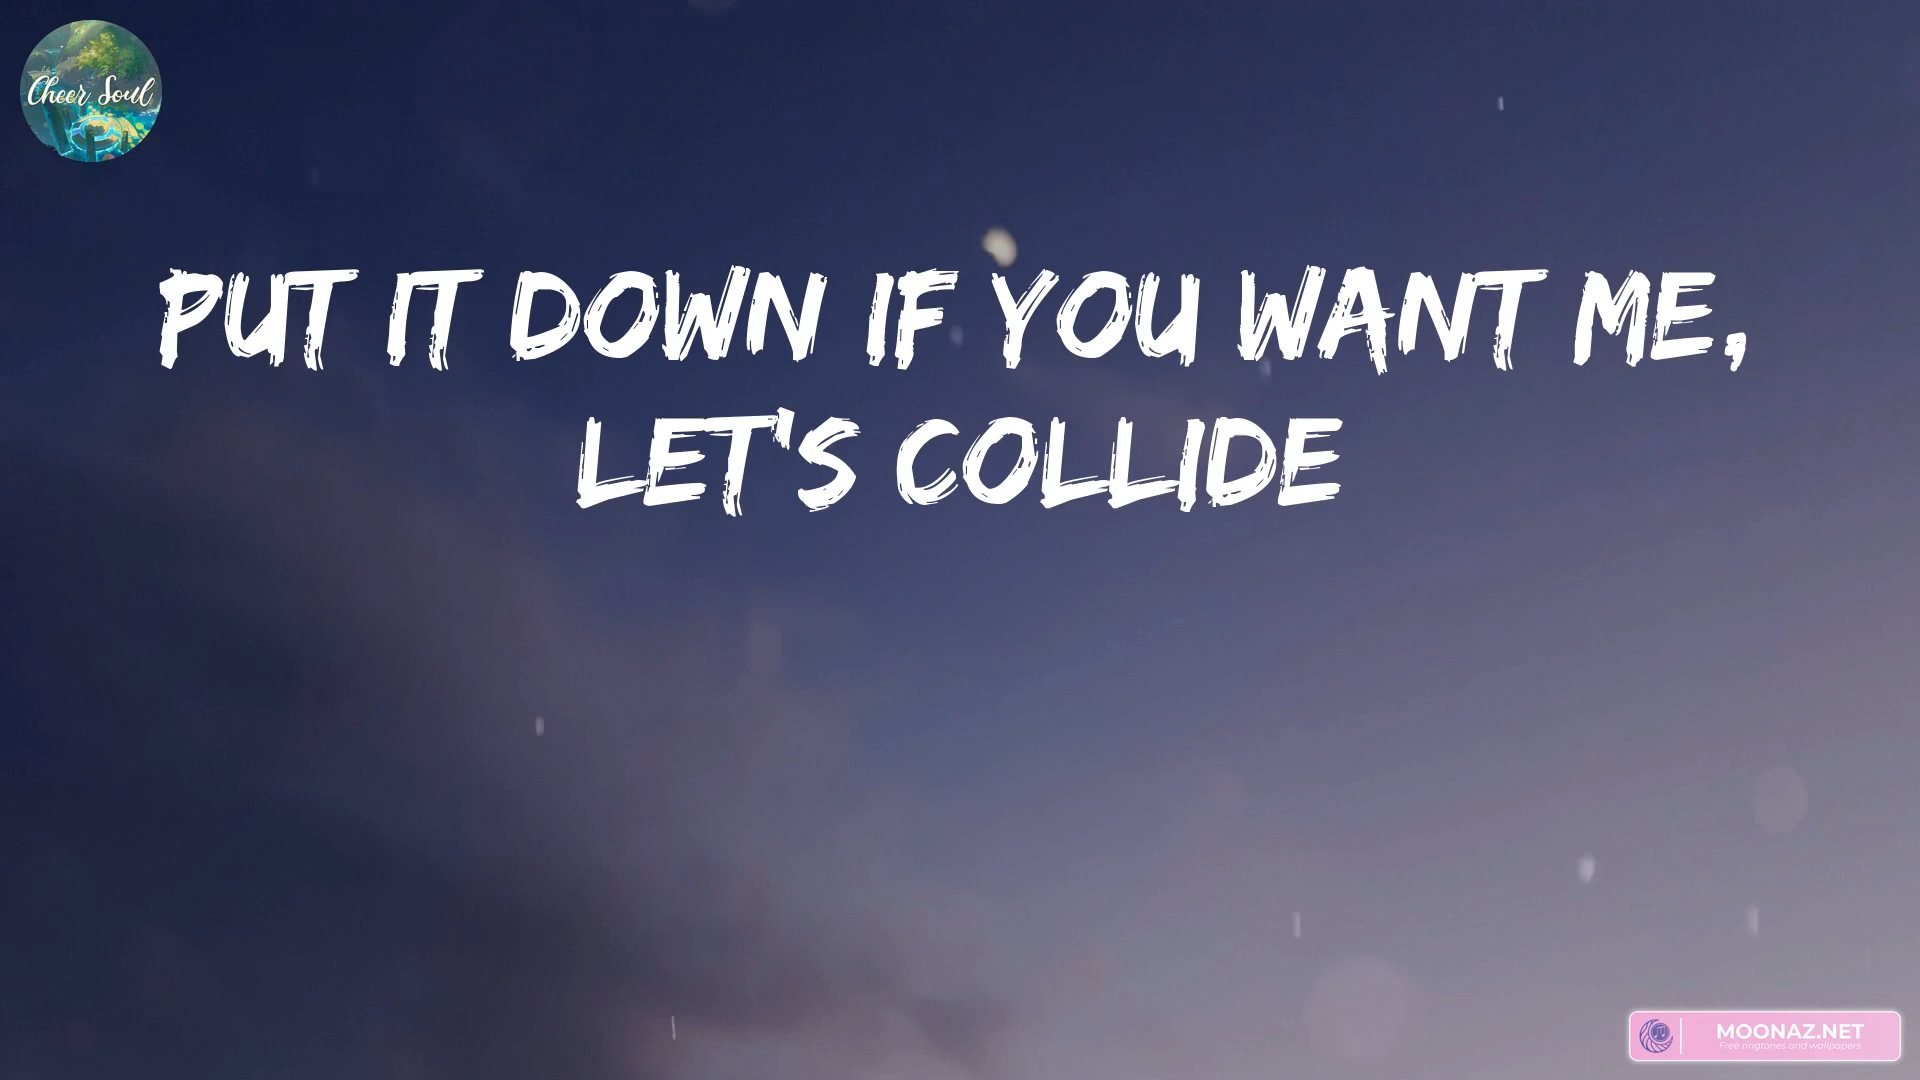 Cheer Soul
PUT IT DOWN IF YOU WANT ME,
LET'S COLLIDE
MOONAZ.NET
Free ringtones and wallpapers